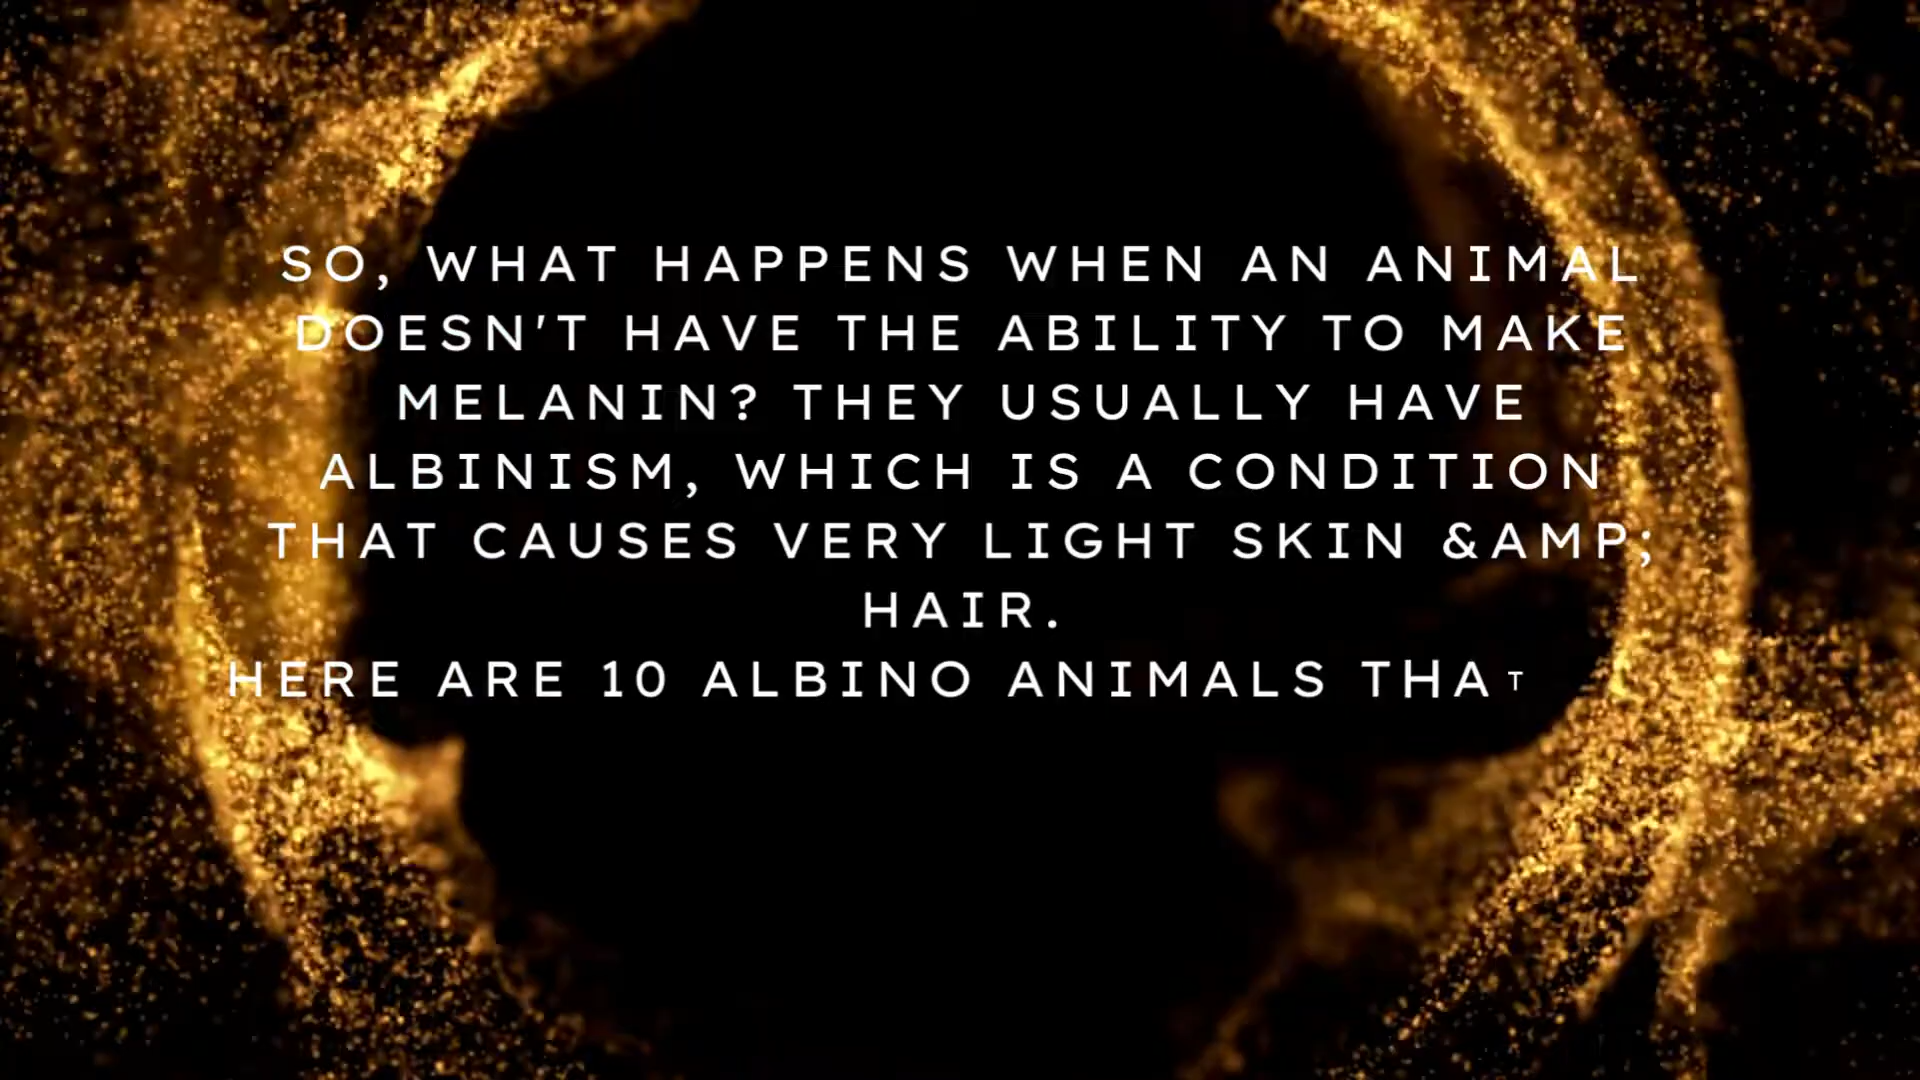 SO, WHAT HAPPENS WHEN AN ANIMAL
DOESN'T HAVE THE ABILITY TO MAKE
MELANIN? THEY USUALLY HAVE
ALBINISM, WHICH IS A CONDITION
THAT CAUSES VERY LIGHT SKIN &AMP;
HAIR.
HERE ARE 10 ALBINO ANIMALS THAT